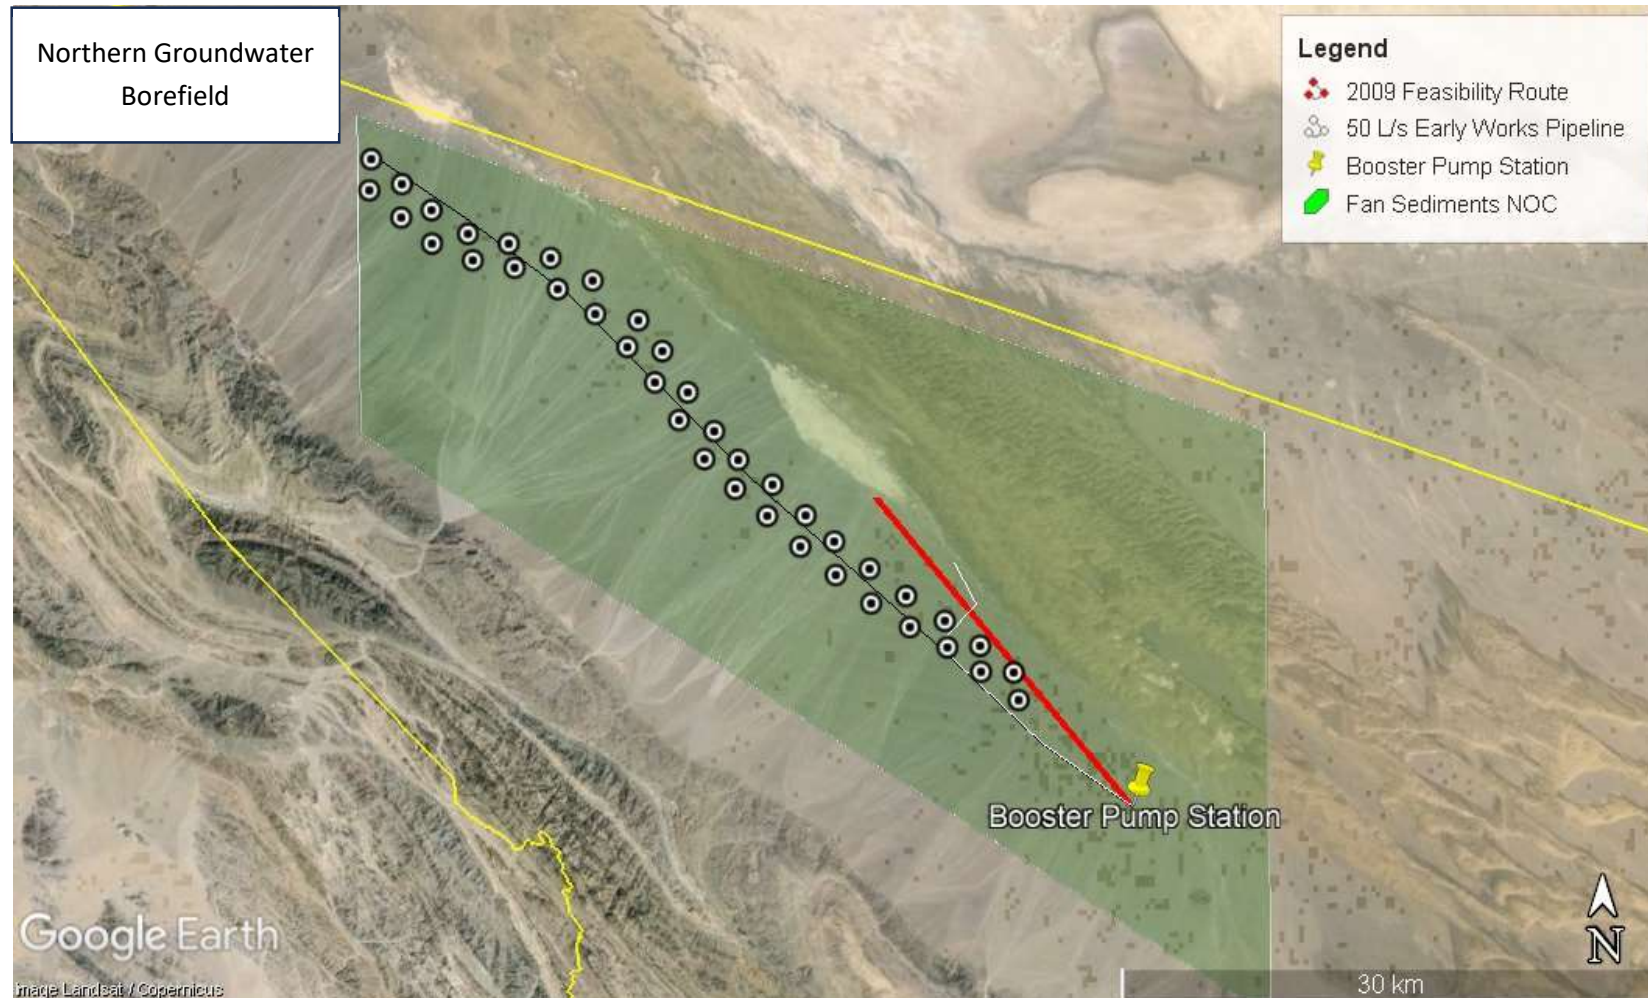 Northern Groundwater
Borefield
Legend
2009 Feasibility Route
50 L/s Early Works Pipeline
Booster Pump Station
Fan Sediments NOC
Booster Pump Station
Google Earth
Image Landsat / Copernicus
N
30 km